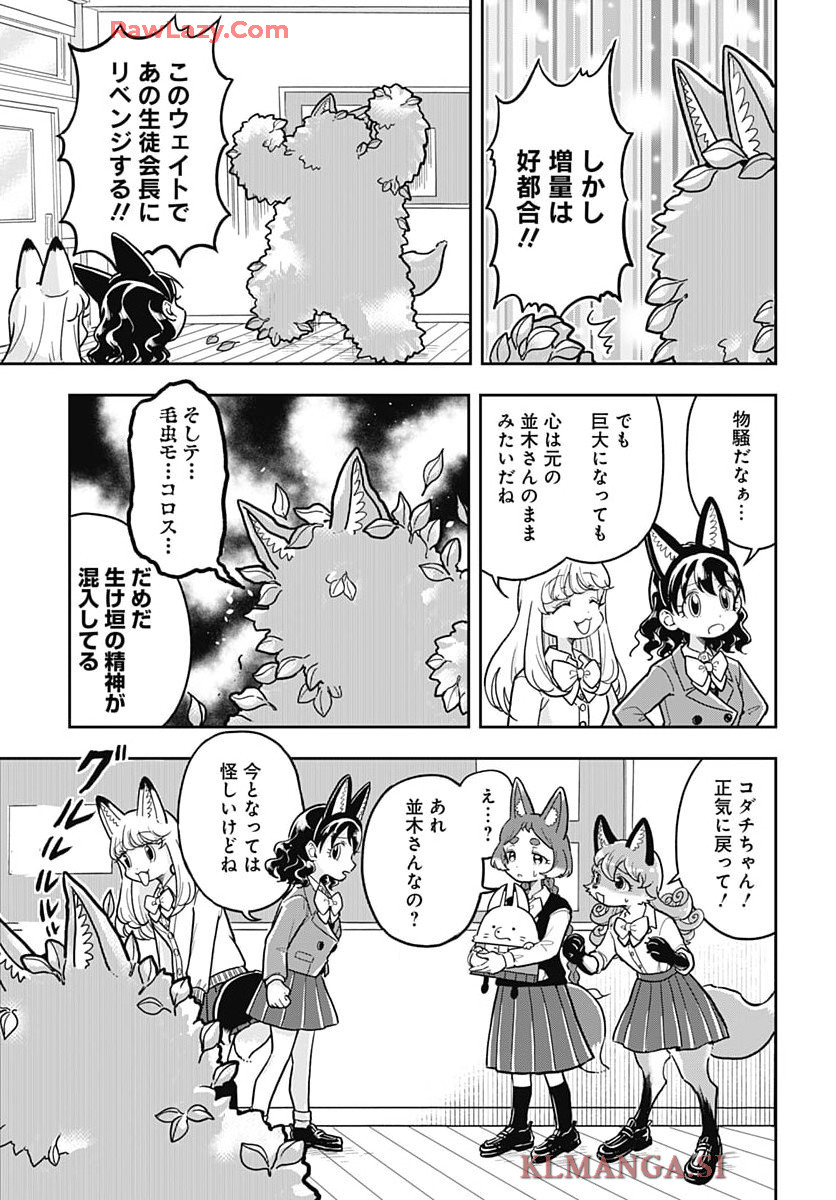 RawLazy.Com
しかし
増量は
好都合!!
このウェイトで
あの生徒会長に
リベンジする!!
物騒だなぁ…
でも
巨大になっても
心は元の
並木さんのまま
みたいだね
そしテ…
毛虫モ…コロス…
だめだ
生け垣の精神が
混入してる
コダチちゃん!
正気に戻って!
え…?
あれ
並木さんなの?
今となっては
怪しいけどね
グルルル
KLMANGA.SI